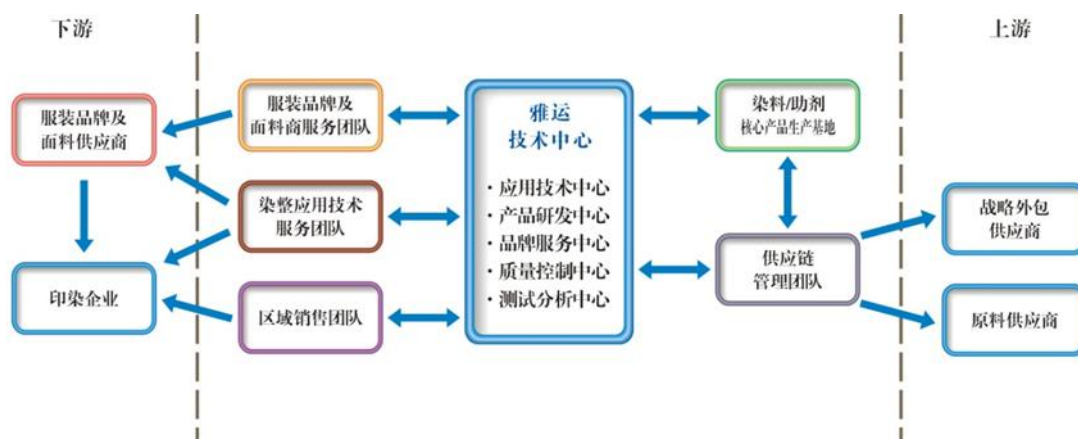 下游
上游
服装品牌及
面料供应商
印染企业
服装品牌及
面料商服务团队
染整应用技术
服务团队
区域销售团队
雅运
技术中心
· 应用技术中心
· 产品研发中心
· 品牌服务中心
· 质量控制中心
· 测试分析中心
染料/助剂
核心产品生产基地
供应链
管理团队
战略外包
供应商
原料供应商